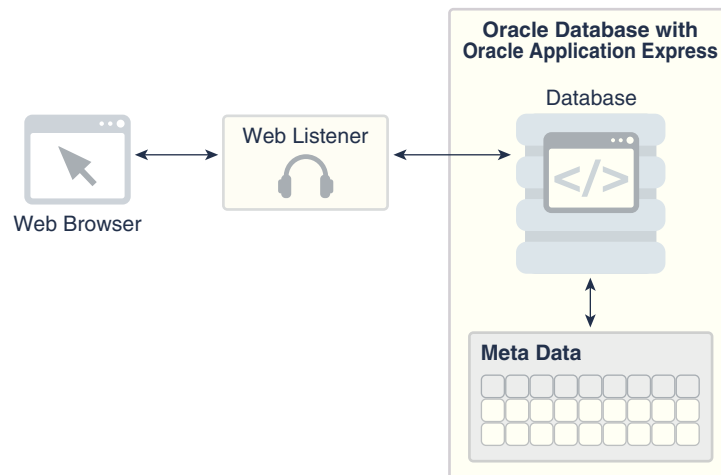 Oracle Database with
Oracle Application Express
Database
</>
Web Listener
Web Browser
Meta Data